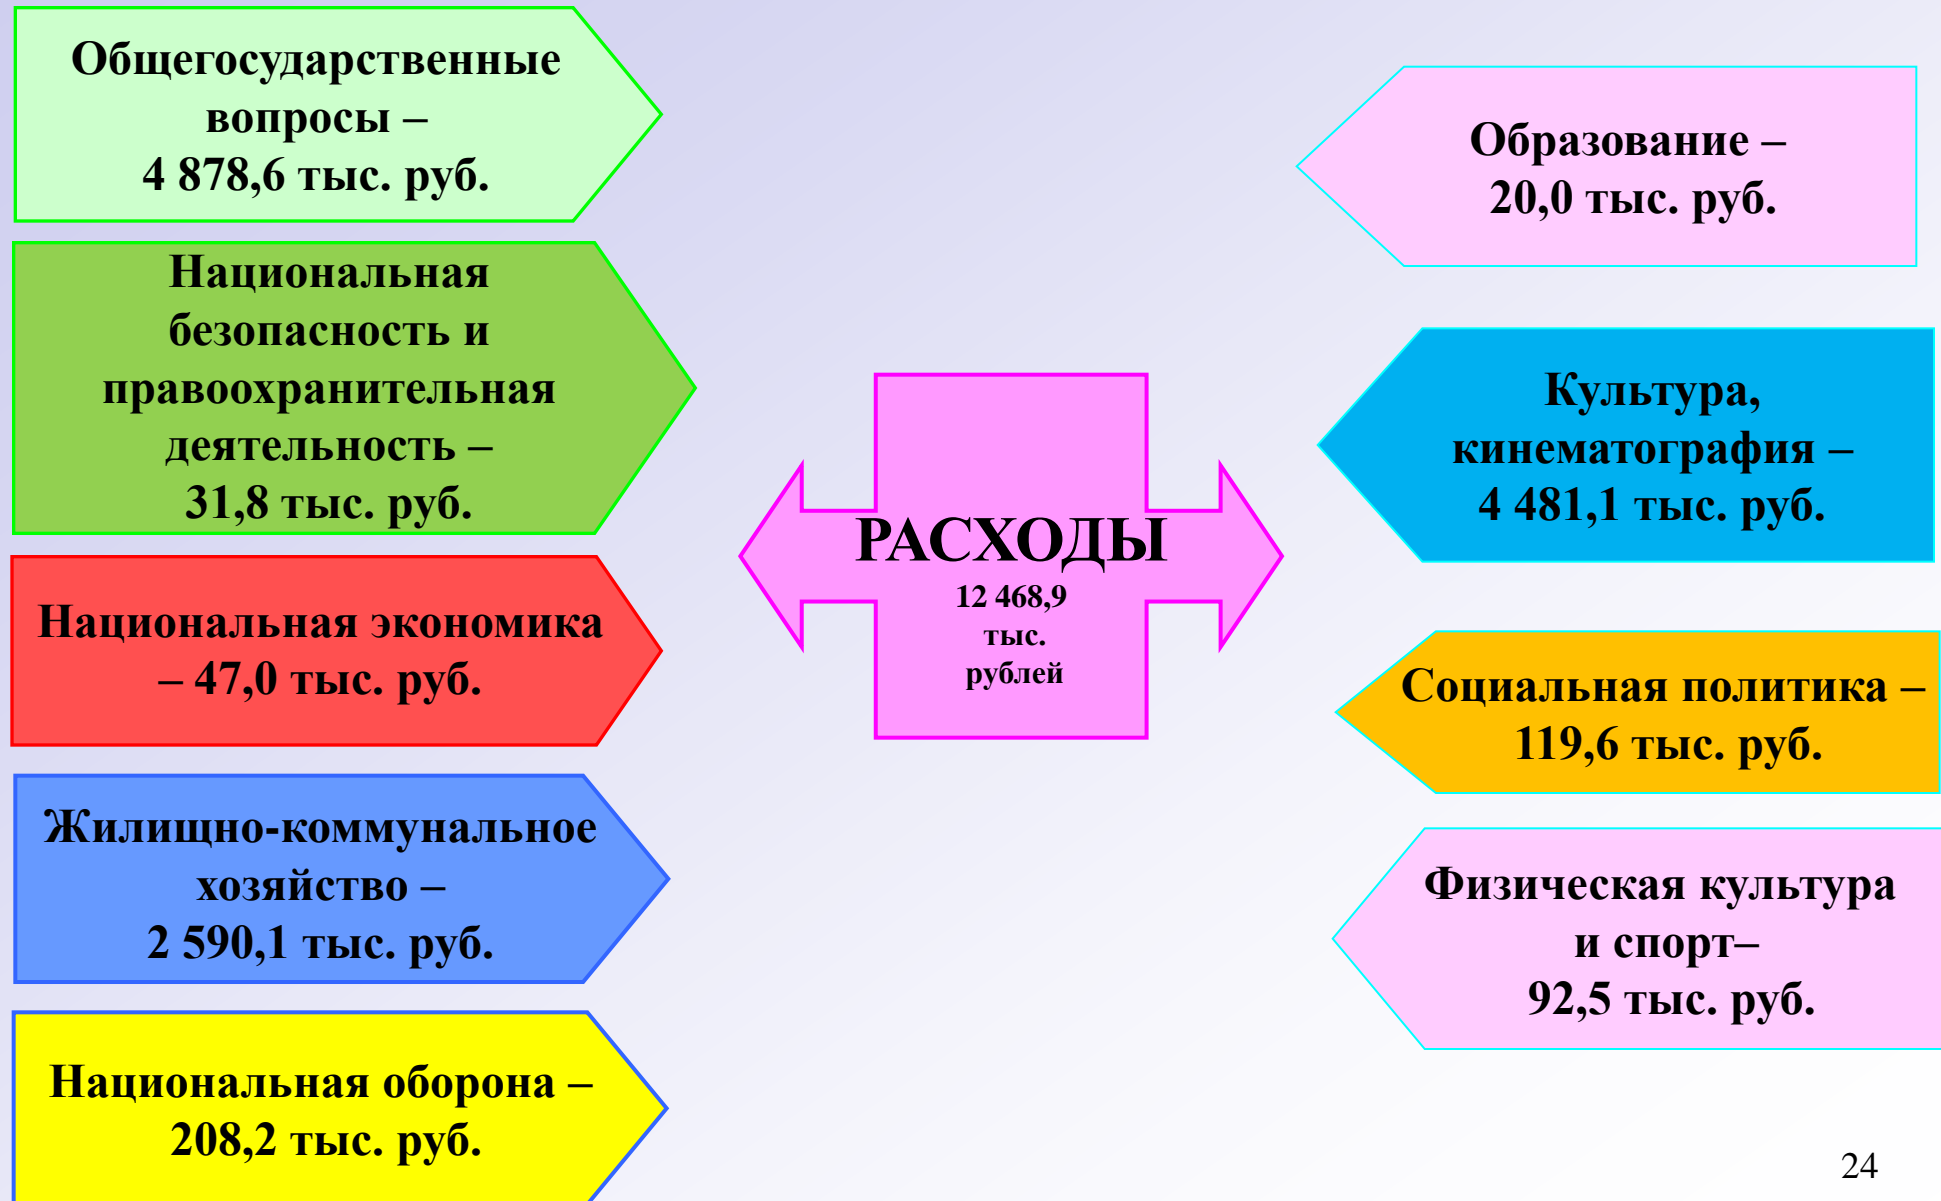 Общегосударственные
вопросы –
4 878,6 тыс. руб.
Национальная
безопасность и
правоохранительная
деятельность –
31,8 тыс. руб.
Национальная экономика
– 47,0 тыс. руб.
Жилищно-коммунальное
хозяйство –
2 590,1 тыс. руб.
Национальная оборона –
208,2 тыс. руб.
РАСХОДЫ
12 468,9
тыс.
рублей
Образование –
20,0 тыс. руб.
Культура,
кинематография –
4 481,1 тыс. руб.
Социальная политика –
119,6 тыс. руб.
Физическая культура
и спорт–
92,5 тыс. руб.
24